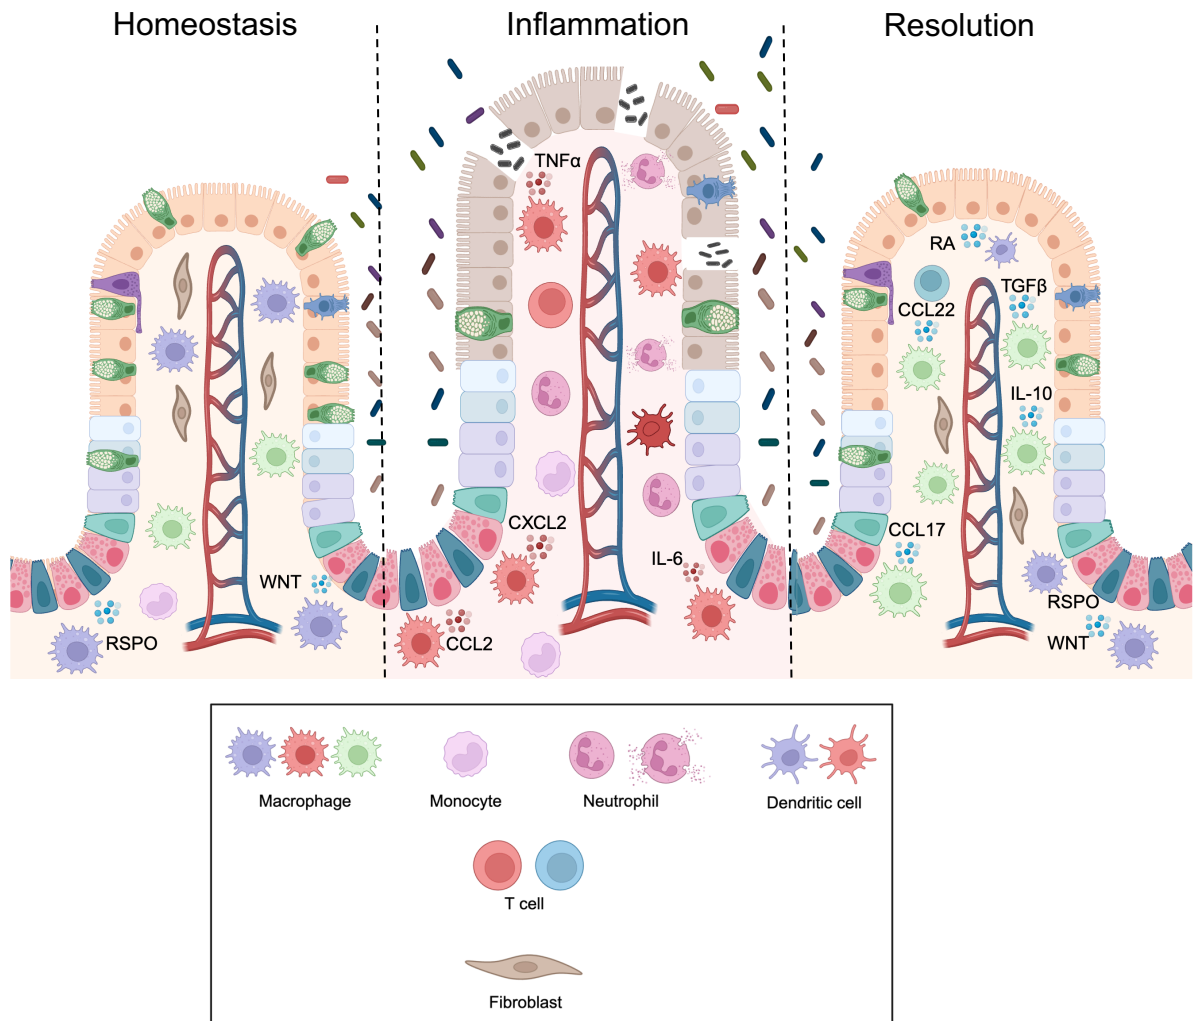 Homeostasis
Inflammation
Resolution
TNFα
RA
TGFβ
CCL22
IL-10
CXCL2
CCL17
IL-6
WNT
RSPO
RSPO
CCL2
WNT
Macrophage
Monocyte
Neutrophil
Dendritic cell
T cell
Fibroblast